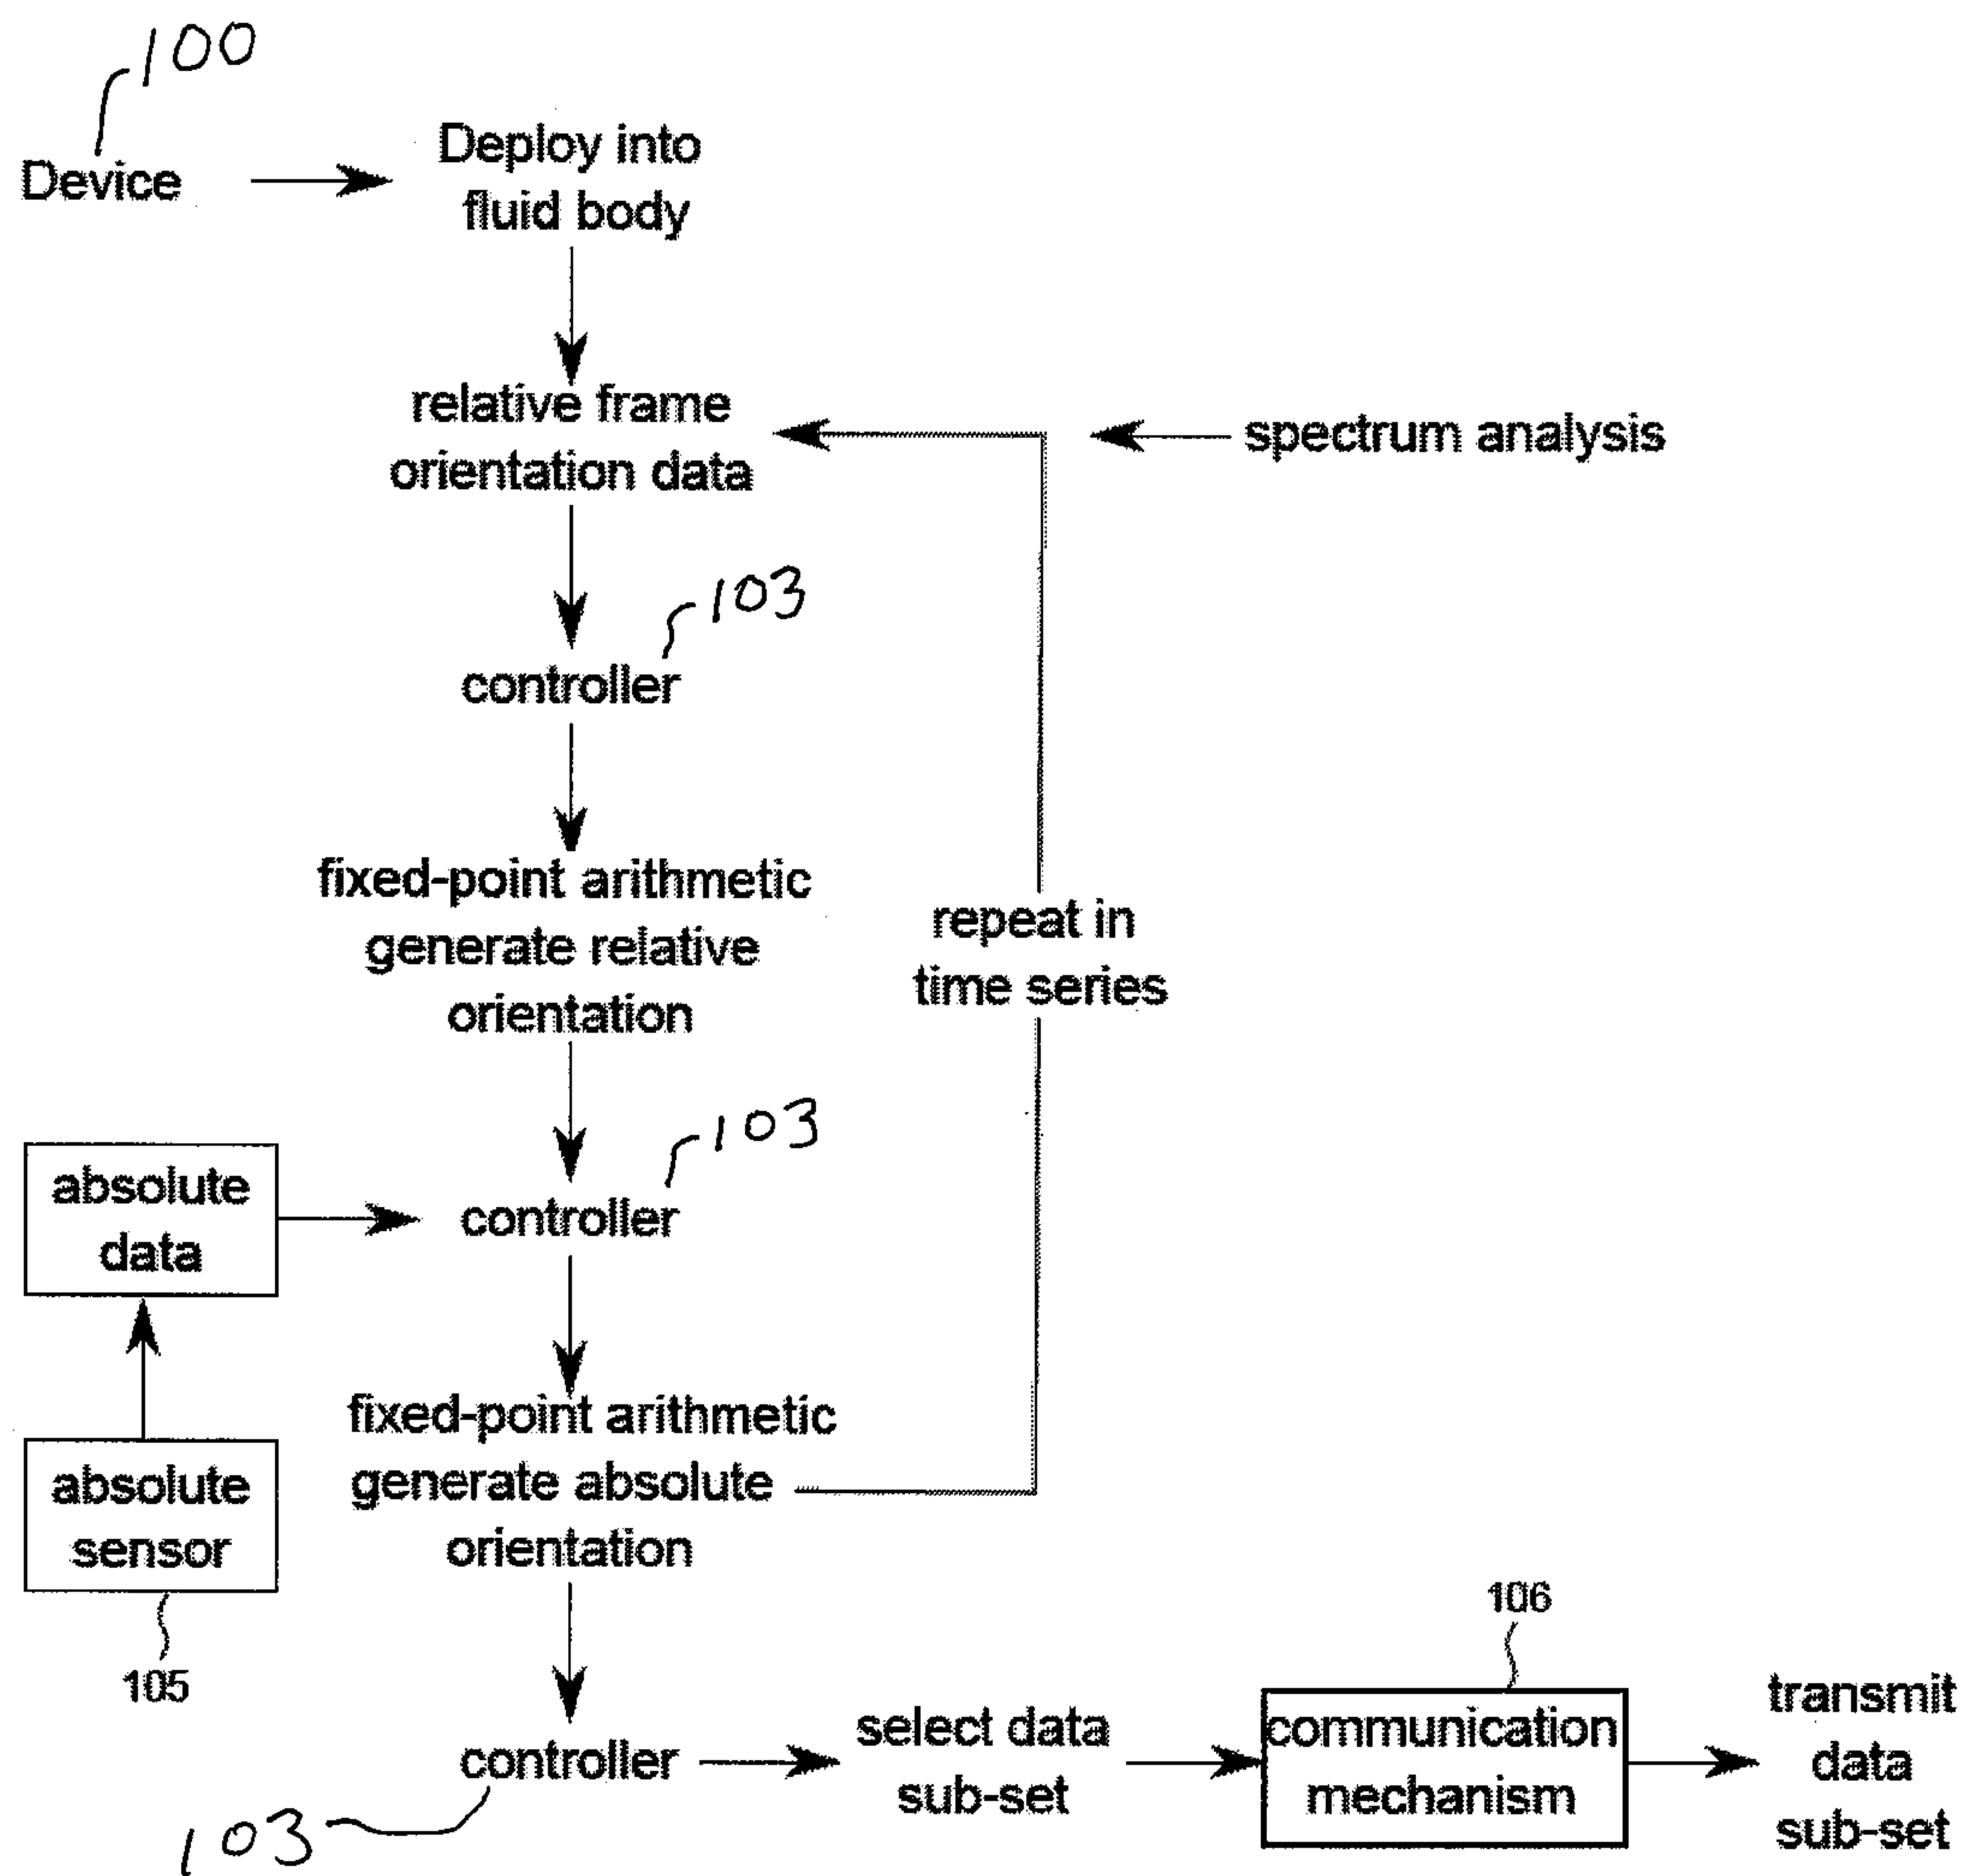 100
Device
Deploy into
fluid body
relative frame
orientation data
spectrum analysis
103
controller
fixed-point arithmetic
generate relative
orientation
repeat in
time series
103
absolute
data
controller
absolute
sensor
105
fixed-point arithmetic
generate absolute
orientation
106
controller
103
select data
sub-set
communication
mechanism
transmit
data
sub-set